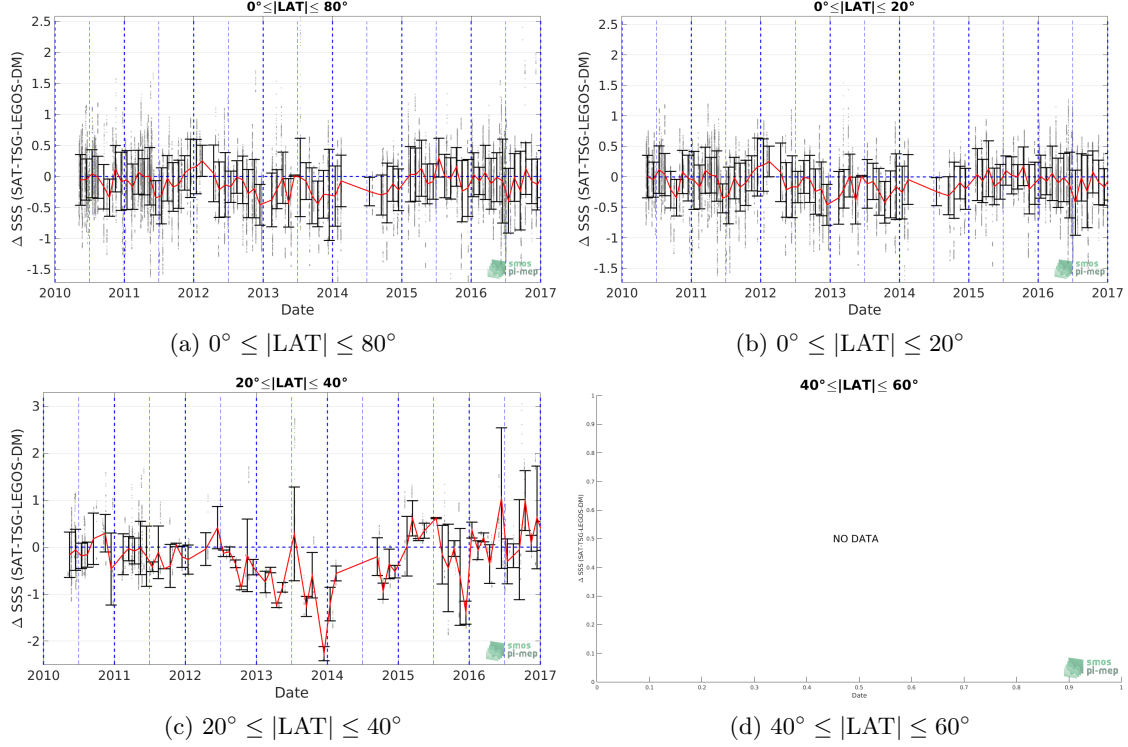 0°≤|LAT|≤ 80°
Δ SSS (SAT-TSG-LEGOS-DM)
2.5
2
1.5
1
0.5
0
-0.5
-1
-1.5
2010 2011 2012 2013 2014 2015 2016 2017
Date
smos
pi-mep
(a) 0° ≤ |LAT| ≤ 80°
0°≤|LAT|≤ 20°
Δ SSS (SAT-TSG-LEGOS-DM)
2.5
2
1.5
1
0.5
0
-0.5
-1
-1.5
2010 2011 2012 2013 2014 2015 2016 2017
Date
smos
pi-mep
(b) 0° ≤ |LAT| ≤ 20°
20°≤|LAT|≤ 40°
Δ SSS (SAT-TSG-LEGOS-DM)
3
2
1
0
-1
-2
2010 2011 2012 2013 2014 2015 2016 2017
Date
smos
pi-mep
(c) 20° ≤ |LAT| ≤ 40°
40°≤|LAT|≤ 60°
Δ SSS (SAT-TSG-LEGOS-DM)
1
0.9
0.8
0.7
0.6
0.5
0.4
0.3
0.2
0.1
0
NO DATA
0 0.1 0.2 0.3 0.4 0.5 0.6 0.7 0.8 0.9 1
Date
smos
pi-mep
(d) 40° ≤ |LAT| ≤ 60°